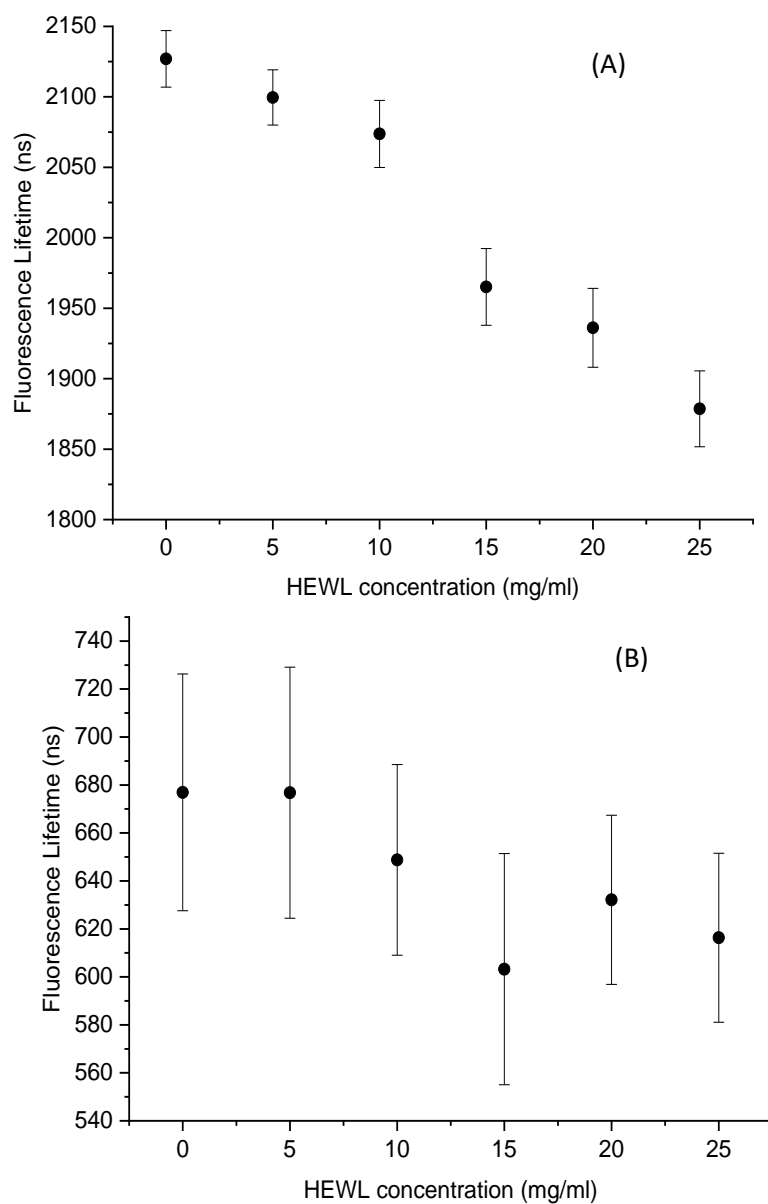 2150
2100
2050
2000
1950
1900
1850
1800
Fluorescence Lifetime (ns)
(A)
0 5 10 15 20 25
HEWL concentration (mg/ml)
740
720
700
680
660
640
620
600
580
560
540
Fluorescence Lifetime (ns)
(B)
0 5 10 15 20 25
HEWL concentration (mg/ml)